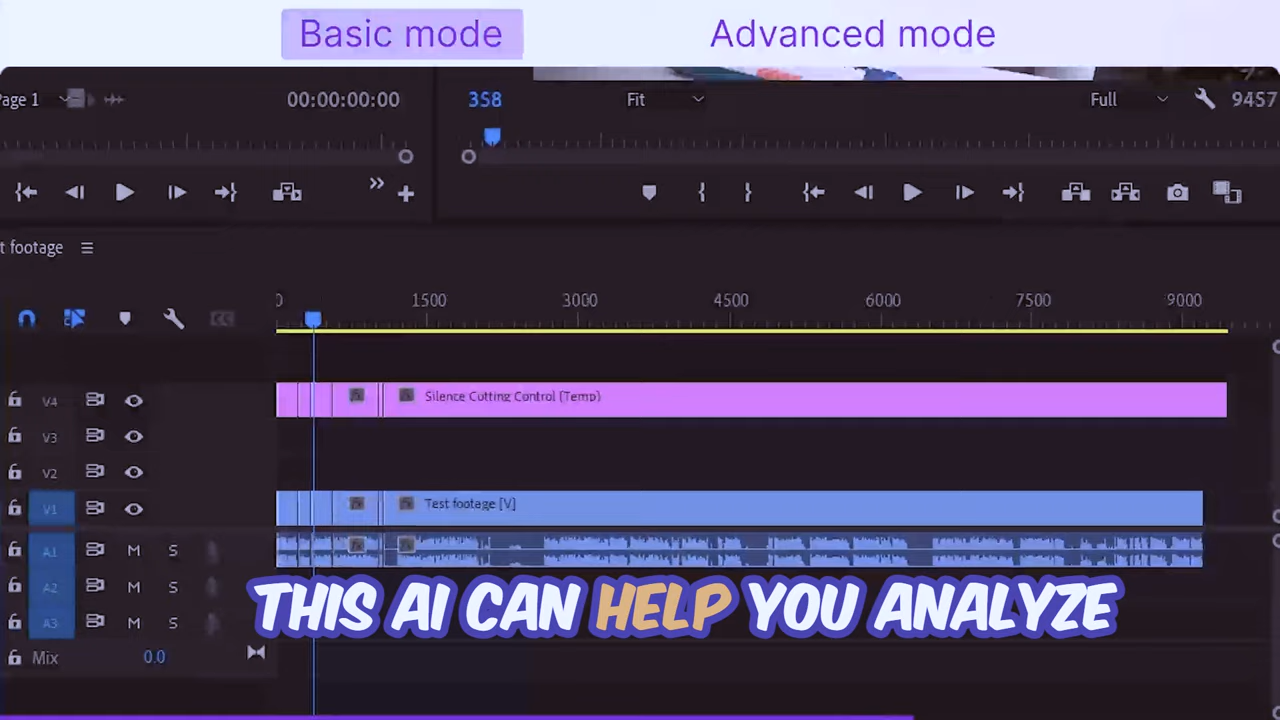 Basic mode Advanced mode
Page 1 00:00:00:00 358 Fit Full 9457
t footage
0 1500 3000 4500 6000 7500 9000
V4 Silence Cutting Control (Temp)
V3
V2
V1 Test footage [V]
A1 M S
A2 M S
A3 M S
THIS AI CAN HELP YOU ANALYZE
Mix 0.0